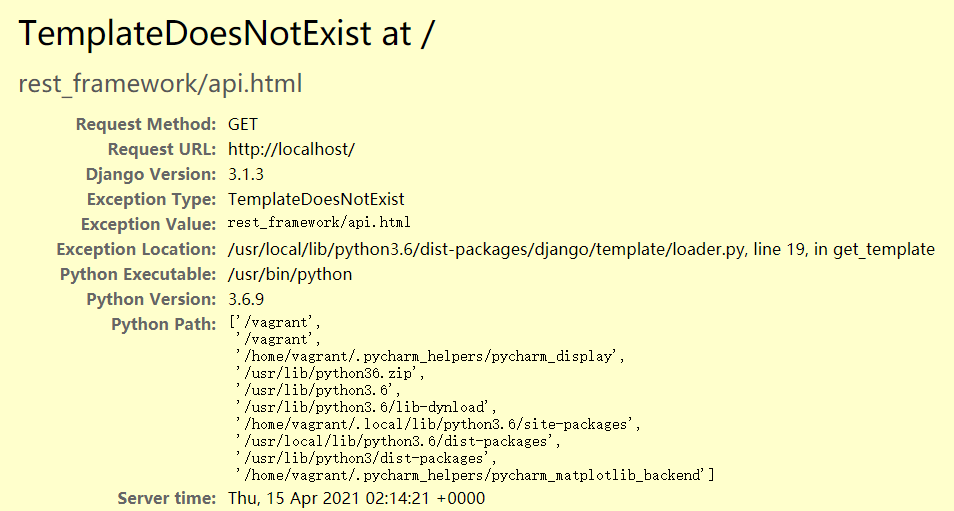 TemplateDoesNotExist at /
rest_framework/api.html
Request Method: GET
Request URL: http://localhost/
Django Version: 3.1.3
Exception Type: TemplateDoesNotExist
Exception Value: rest_framework/api.html
Exception Location: /usr/local/lib/python3.6/dist-packages/django/template/loader.py, line 19, in get_template
Python Executable: /usr/bin/python
Python Version: 3.6.9
Python Path: ['/vagrant',
'/vagrant',
'/home/vagrant/.pycharm_helpers/pycharm_display',
'/usr/lib/python36.zip',
'/usr/lib/python3.6',
'/usr/lib/python3.6/lib-dynload',
'/home/vagrant/.local/lib/python3.6/site-packages',
'/usr/local/lib/python3.6/dist-packages',
'/usr/lib/python3/dist-packages',
'/home/vagrant/.pycharm_helpers/pycharm_matplotlib_backend']
Server time: Thu, 15 Apr 2021 02:14:21 +0000